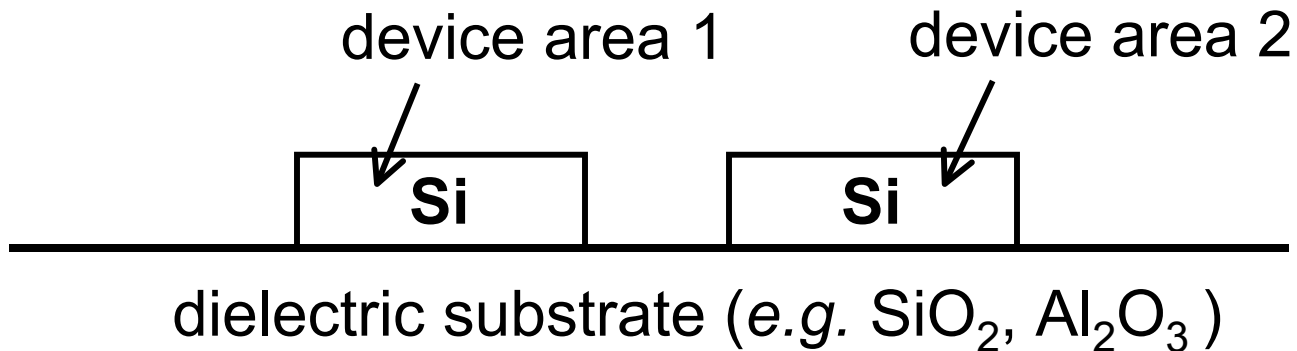 device area 1 device area 2
Si Si
dielectric substrate (e.g. SiO₂, Al₂O₃ )